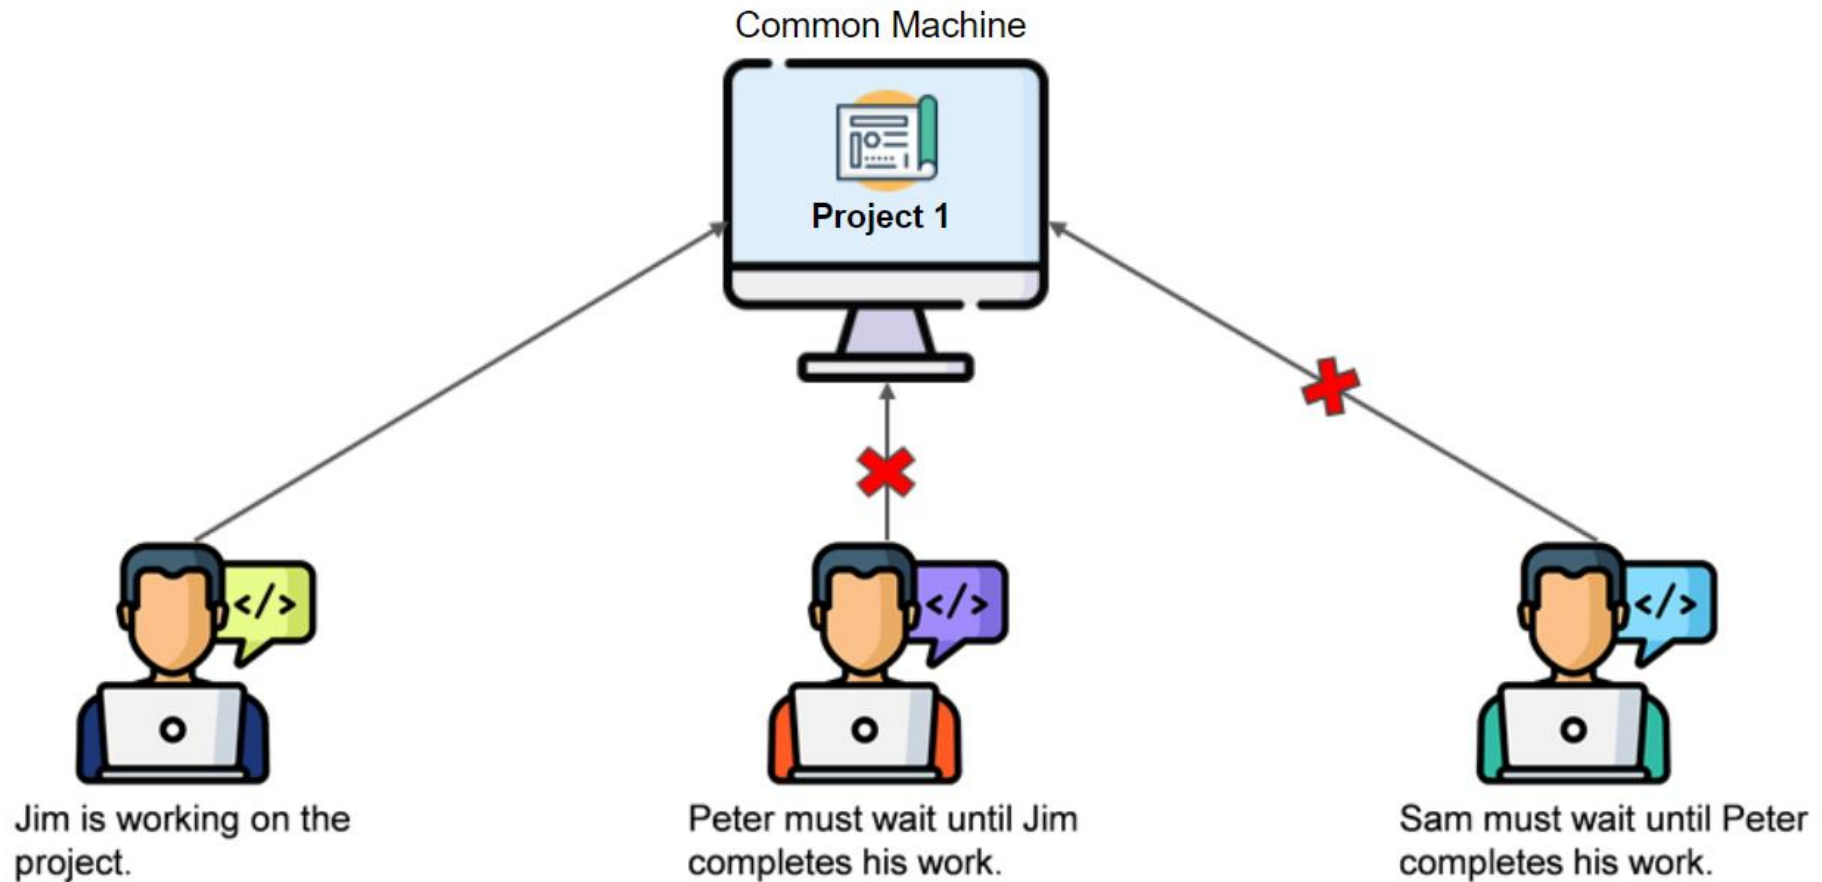 Common Machine
Project 1
</>
</>
</>
Jim is working on the
project.
Peter must wait until Jim
completes his work.
Sam must wait until Peter
completes his work.